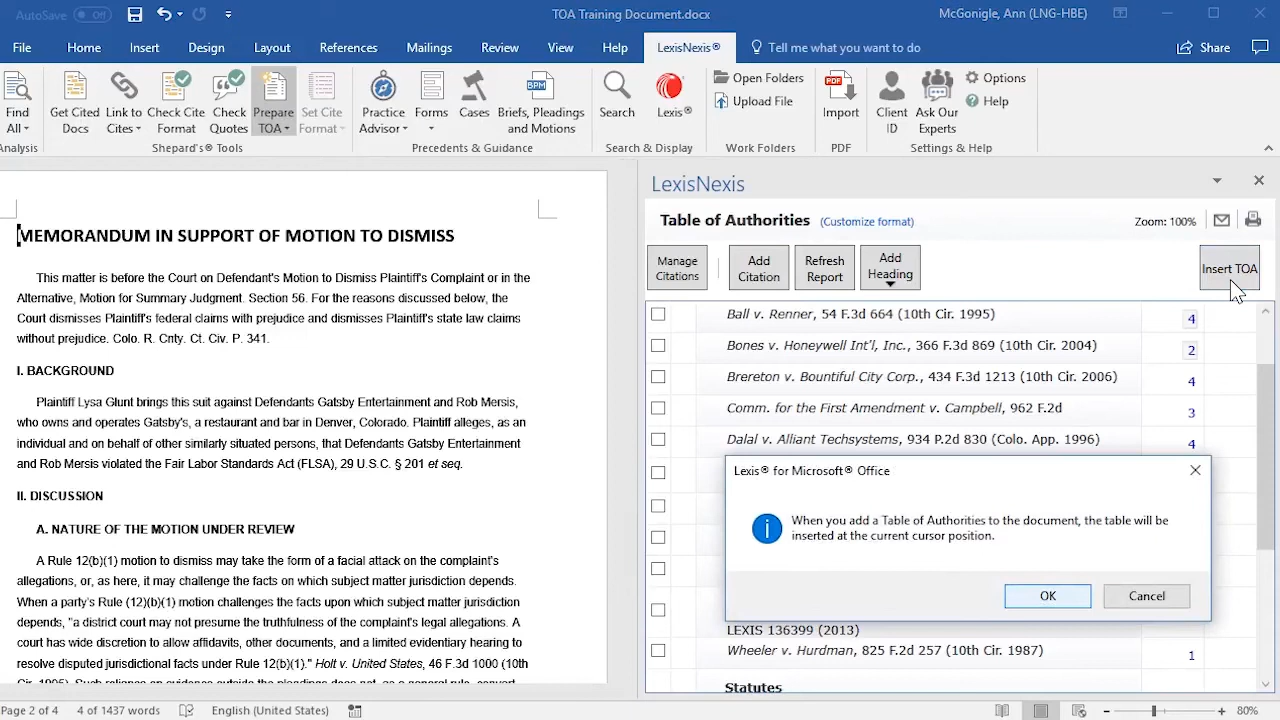 AutoSave Off
TOA Training Document.docx
McGonigle, Ann (LNG-HBE)
File Home Insert Design Layout References Mailings Review View Help LexisNexis® Tell me what you want to do Share
Find All
Get Cited Docs
Link to Cites
Check Cite Format
Check Quotes
Prepare TOA
Set Cite Format
Practice Advisor
Forms
Cases
BPM
Briefs, Pleadings and Motions
Search
Lexis®
Open Folders
Upload File
PDF
Import
Client ID
Ask Our Experts
Options
Help
Analysis
Shepard's® Tools
Precedents & Guidance
Search & Display
Work Folders
PDF
Settings & Help
MEMORANDUM IN SUPPORT OF MOTION TO DISMISS
This matter is before the Court on Defendant's Motion to Dismiss Plaintiff's Complaint or in the
Alternative, Motion for Summary Judgment. Section 56. For the reasons discussed below, the
Court dismisses Plaintiff's federal claims with prejudice and dismisses Plaintiff's state law claims
without prejudice. Colo. R. Cnty. Ct. Civ. P. 341.
I. BACKGROUND
Plaintiff Lysa Glunt brings this suit against Defendants Gatsby Entertainment and Rob Mersis,
who owns and operates Gatsby's, a restaurant and bar in Denver, Colorado. Plaintiff alleges, as an
individual and on behalf of other similarly situated persons, that Defendants Gatsby Entertainment
and Rob Mersis violated the Fair Labor Standards Act (FLSA), 29 U.S.C. § 201 et seq.
II. DISCUSSION
A. NATURE OF THE MOTION UNDER REVIEW
A Rule 12(b)(1) motion to dismiss may take the form of a facial attack on the complaint's
allegations, or, as here, it may challenge the facts on which subject matter jurisdiction depends.
When a party's Rule (12)(b)(1) motion challenges the facts upon which subject matter jurisdiction
depends, "a district court may not presume the truthfulness of the complaint's legal allegations. A
court has wide discretion to allow affidavits, other documents, and a limited evidentiary hearing to
resolve disputed jurisdictional facts under Rule 12(b)(1)." Holt v. United States, 46 F.3d 1000 (10th
Cir. 1995). Such reliance on evidence outside the pleadings does not, as a general rule, convert
LexisNexis
Table of Authorities (Customize format)
Zoom: 100%
Manage Citations
Add Citation
Refresh Report
Add Heading
Insert TOA
Ball v. Renner, 54 F.3d 664 (10th Cir. 1995) 4
Bones v. Honeywell Int'l, Inc., 366 F.3d 869 (10th Cir. 2004) 2
Brereton v. Bountiful City Corp., 434 F.3d 1213 (10th Cir. 2006) 4
Comm. for the First Amendment v. Campbell, 962 F.2d 3
Dalal v. Alliant Techsystems, 934 P.2d 830 (Colo. App. 1996) 4
Lexis® for Microsoft® Office
When you add a Table of Authorities to the document, the table will be
inserted at the current cursor position.
OK Cancel
LEXIS 136399 (2013)
Wheeler v. Hurdman, 825 F.2d 257 (10th Cir. 1987) 1
Statutes
Page 2 of 4 4 of 1437 words English (United States) 80%